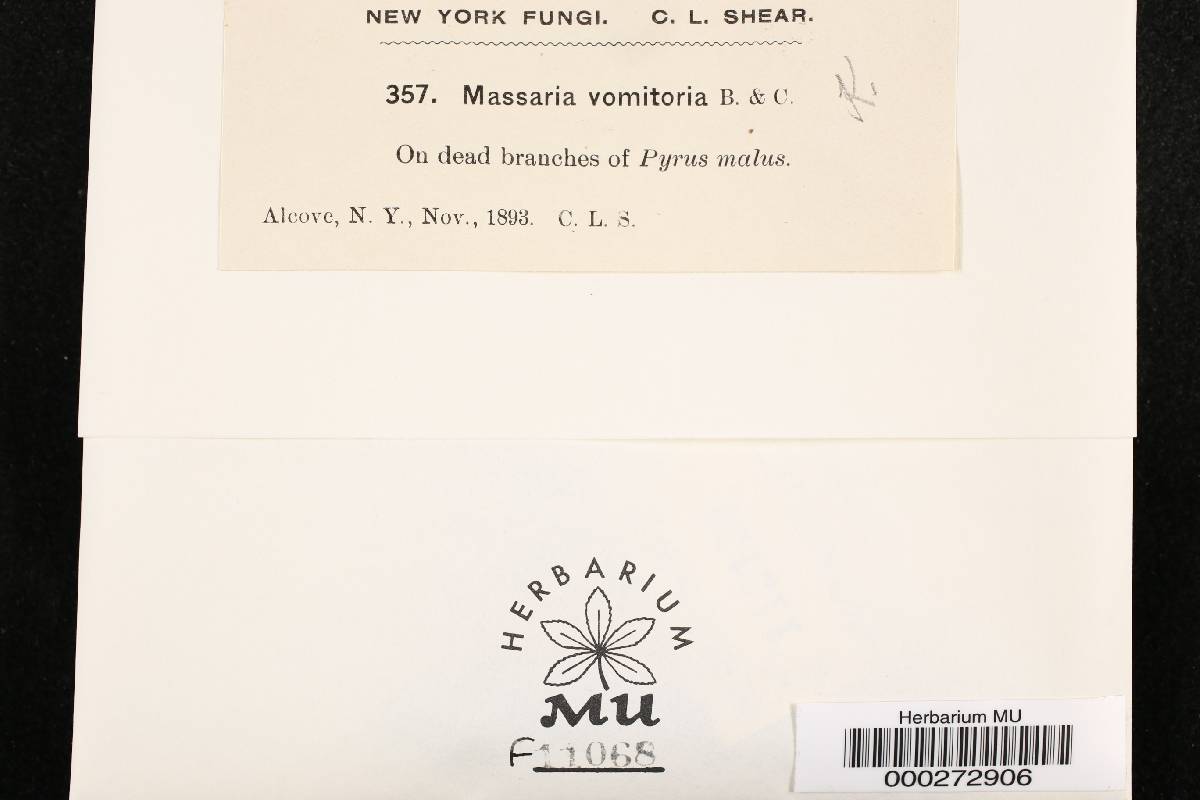 NEW YORK FUNGI. C. L. SHEAR.
357. Massaria vomitoria B. & C.
On dead branches of Pyrus malus.
Alcove, N. Y., Nov., 1893. C. L. S.
HERBARIUM
MU
F11068
Herbarium MU
000272906